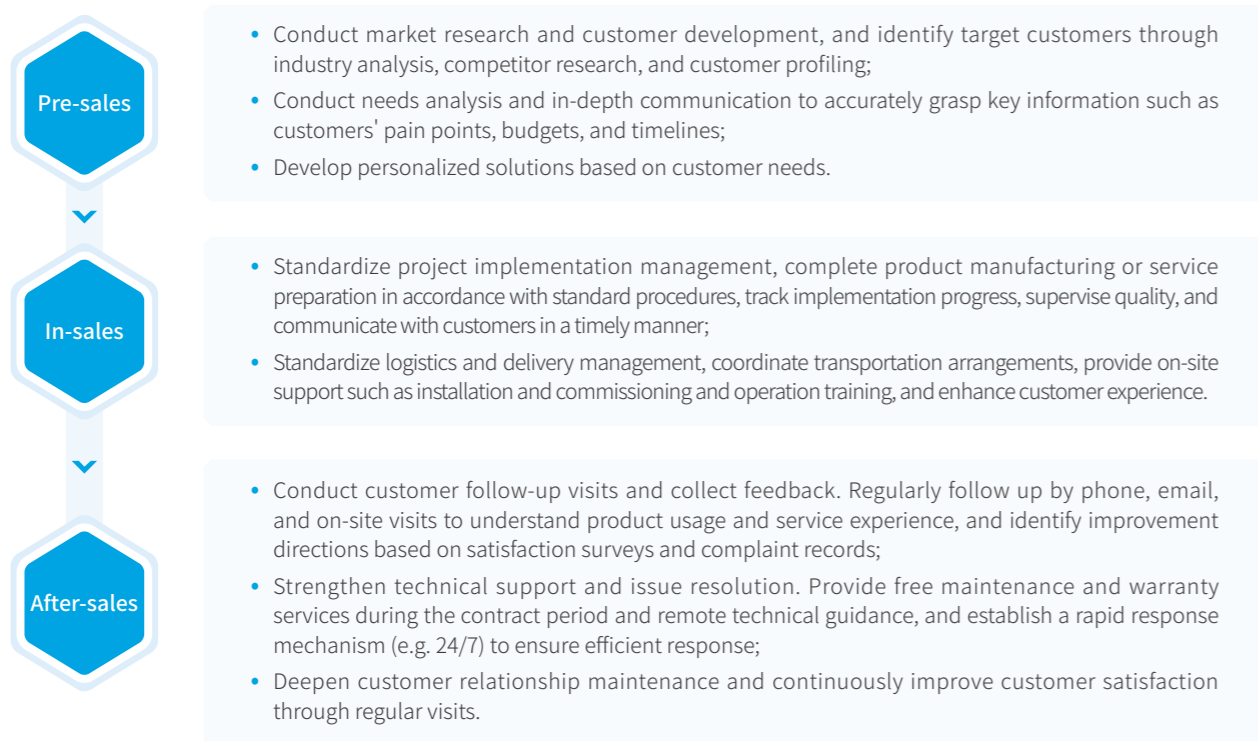 Pre-sales
• Conduct market research and customer development, and identify target customers through
industry analysis, competitor research, and customer profiling;
• Conduct needs analysis and in-depth communication to accurately grasp key information such as
customers' pain points, budgets, and timelines;
• Develop personalized solutions based on customer needs.
In-sales
• Standardize project implementation management, complete product manufacturing or service
preparation in accordance with standard procedures, track implementation progress, supervise quality, and
communicate with customers in a timely manner;
• Standardize logistics and delivery management, coordinate transportation arrangements, provide on-site
support such as installation and commissioning and operation training, and enhance customer experience.
After-sales
• Conduct customer follow-up visits and collect feedback. Regularly follow up by phone, email,
and on-site visits to understand product usage and service experience, and identify improvement
directions based on satisfaction surveys and complaint records;
• Strengthen technical support and issue resolution. Provide free maintenance and warranty
services during the contract period and remote technical guidance, and establish a rapid response
mechanism (e.g. 24/7) to ensure efficient response;
• Deepen customer relationship maintenance and continuously improve customer satisfaction
through regular visits.